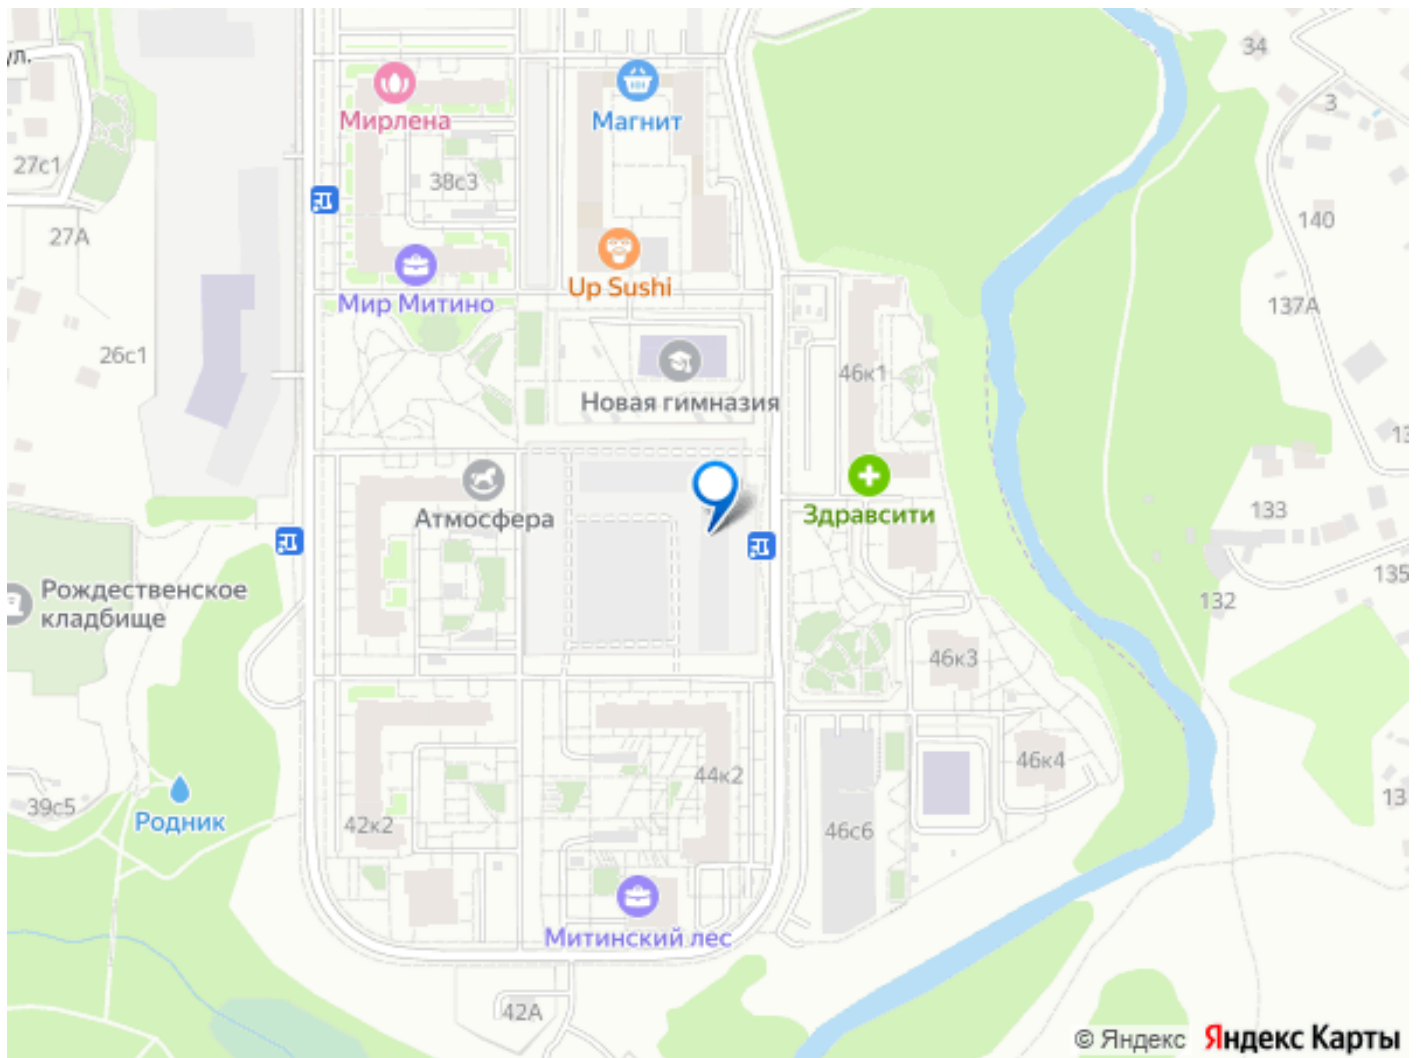 ул.
34
3
Мирлена
Магнит
27с1
38с3
140
27А
Up Sushi
Мир Митино
137А
26с1
46к1
Новая гимназия
13
Атмосфера
Здравсити
133
135
Рождественское
кладбище
132
46к3
44к2
46к4
39с5
Родник
42к2
46с6
13
Митинский лес
42А
© Яндекс Яндекс Карты